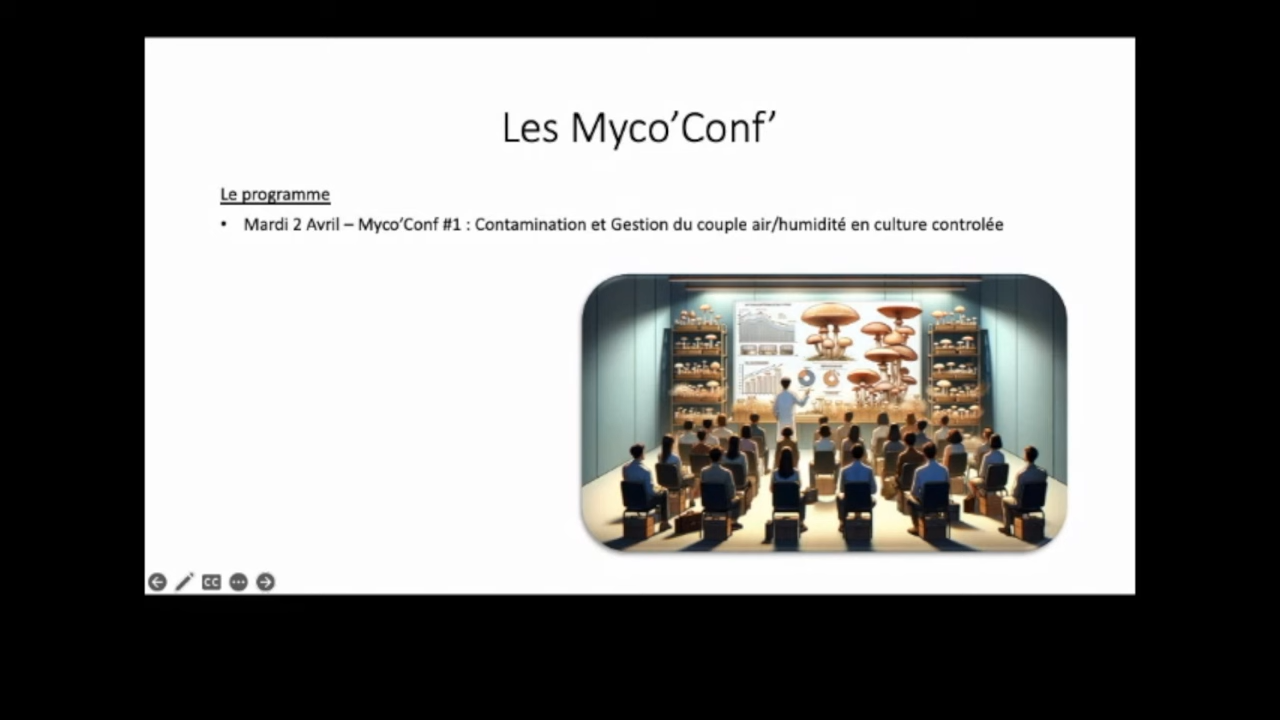 Les Myco’Conf’
Le programme
• Mardi 2 Avril – Myco’Conf #1 : Contamination et Gestion du couple air/humidité en culture controlée
CC